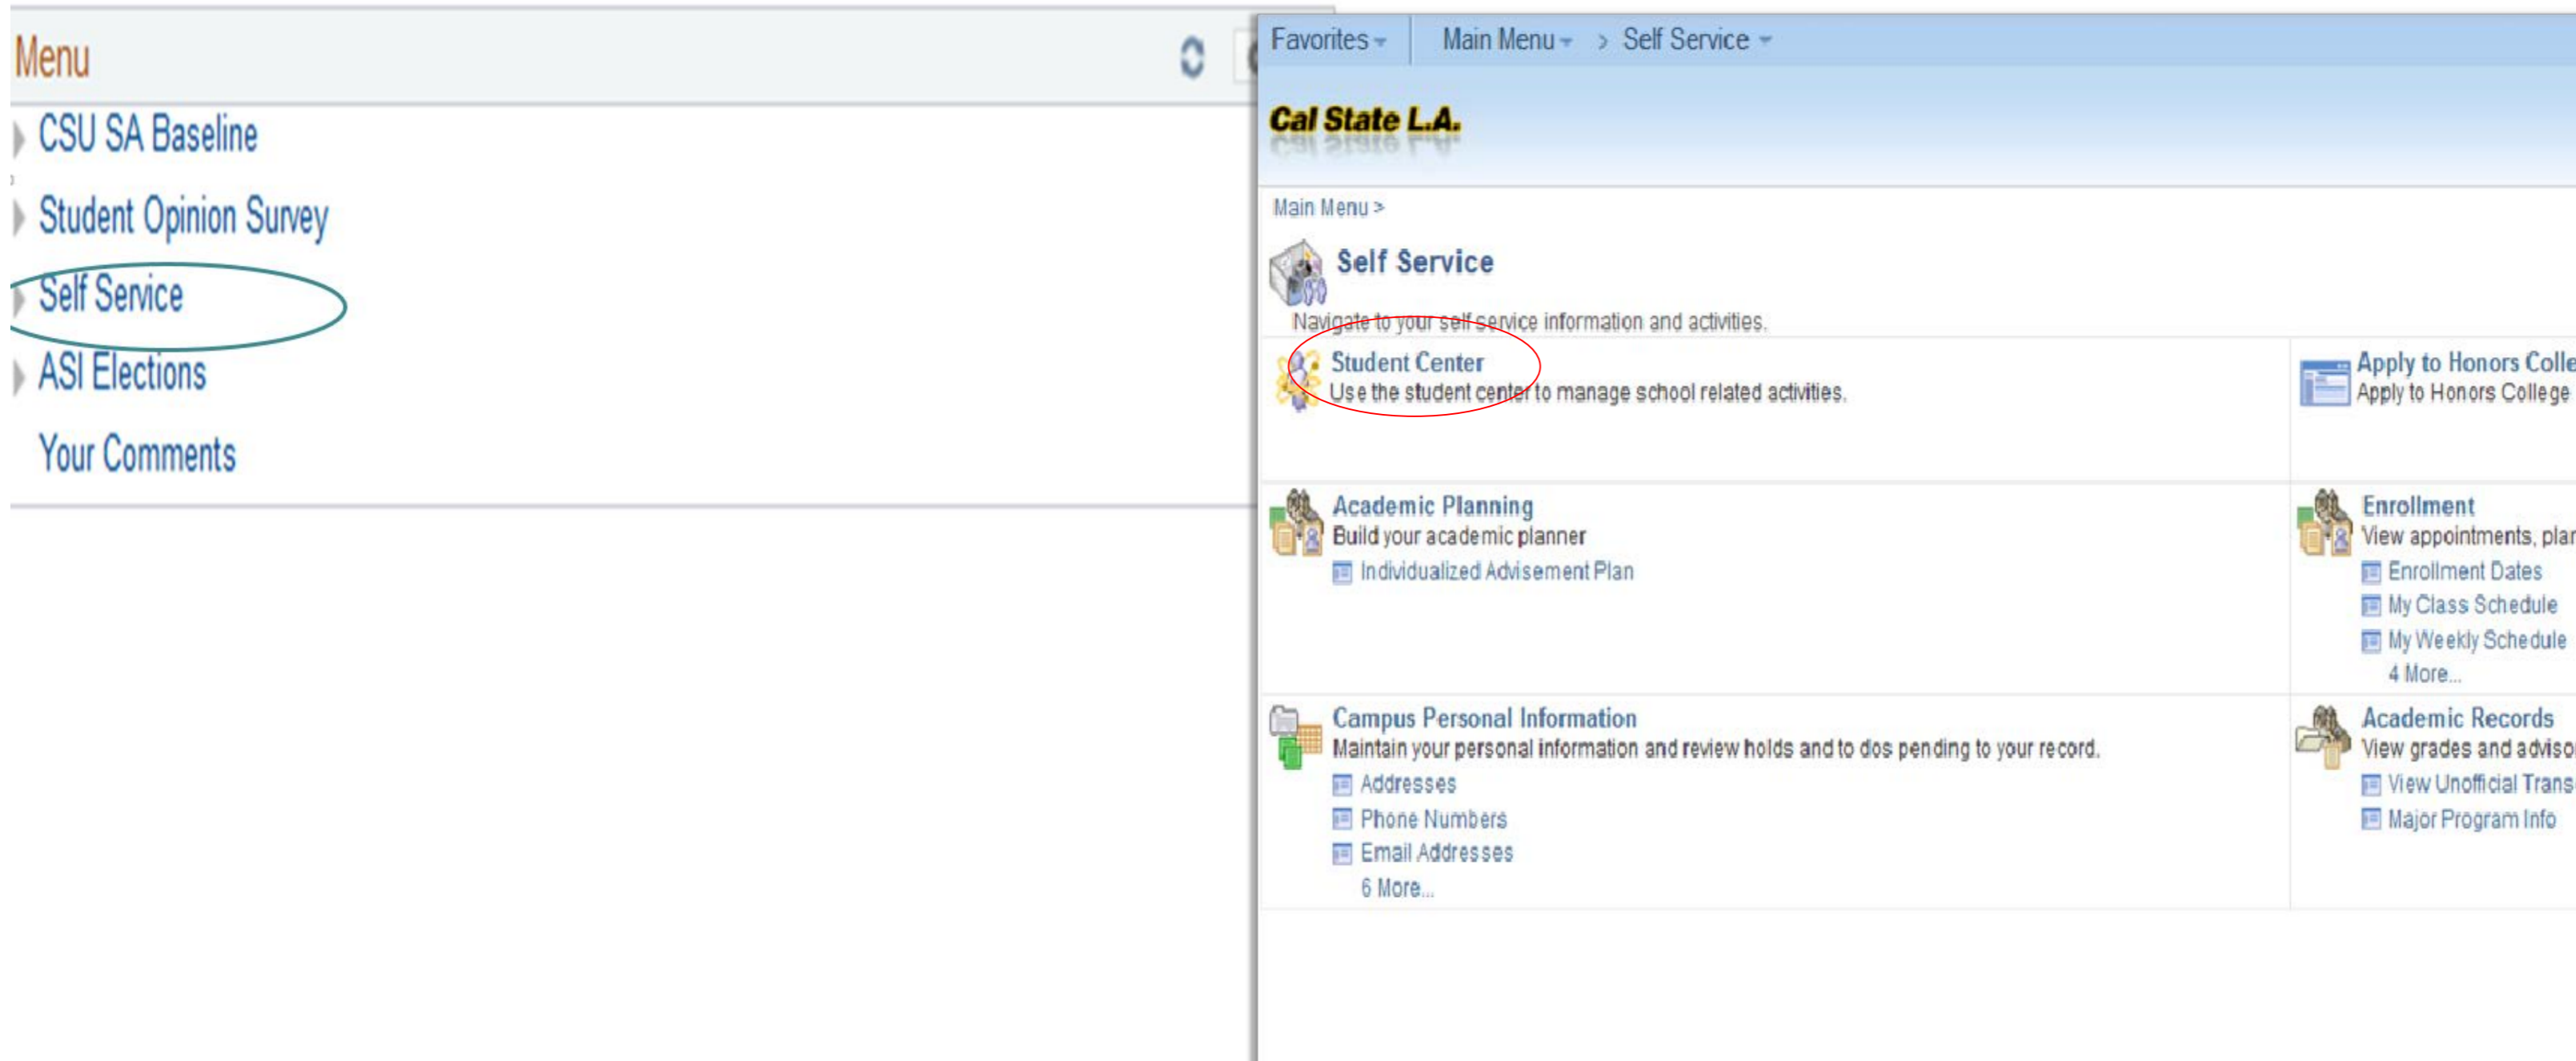 Menu
CSU SA Baseline
Student Opinion Survey
Self Service
ASI Elections
Your Comments
Favorites
Main Menu > Self Service
Cal State L.A.
Main Menu >
Self Service
Navigate to your self service information and activities.
Student Center
Use the student center to manage school related activities.
Apply to Honors
Apply to Honors College
Academic Planning
Build your academic planner
Individualized Advisement Plan
Enrollment
View appointments,
Enrollment Dates
My Class Schedule
My Weekly Schedule
4 More...
Campus Personal Information
Maintain your personal information and review holds and to dos pending to your record.
Addresses
Phone Numbers
Email Addresses
6 More...
Academic Records
View grades and
View Unofficial
Major Program Info